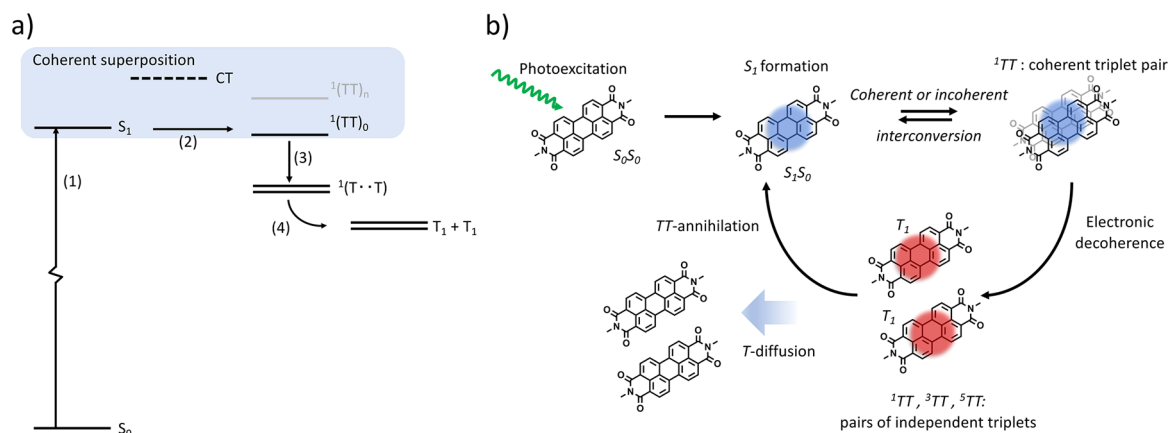 a)
Coherent superposition
CT
¹(TT)ₙ
¹(TT)₀
S₁
(2)
(3)
(1)
¹(T··T)
(4)
T₁ + T₁
S₀
b)
Photoexcitation
S₀S₀
S₁ formation
S₁S₀
Coherent or incoherent
interconversion
¹TT : coherent triplet pair
TT-annihilation
T₁
Electronic
decoherence
T₁
T-diffusion
¹TT , ³TT, ⁵TT:
pairs of independent triplets
O
O
N
N
O
O
O
O
N
N
O
O
O
O
O
O
N
N
O
O
O
O
O
O
N
N
O
O
O
O
N
N
O
O
O
O
N
N
O
O
O
O
N
N
O
O